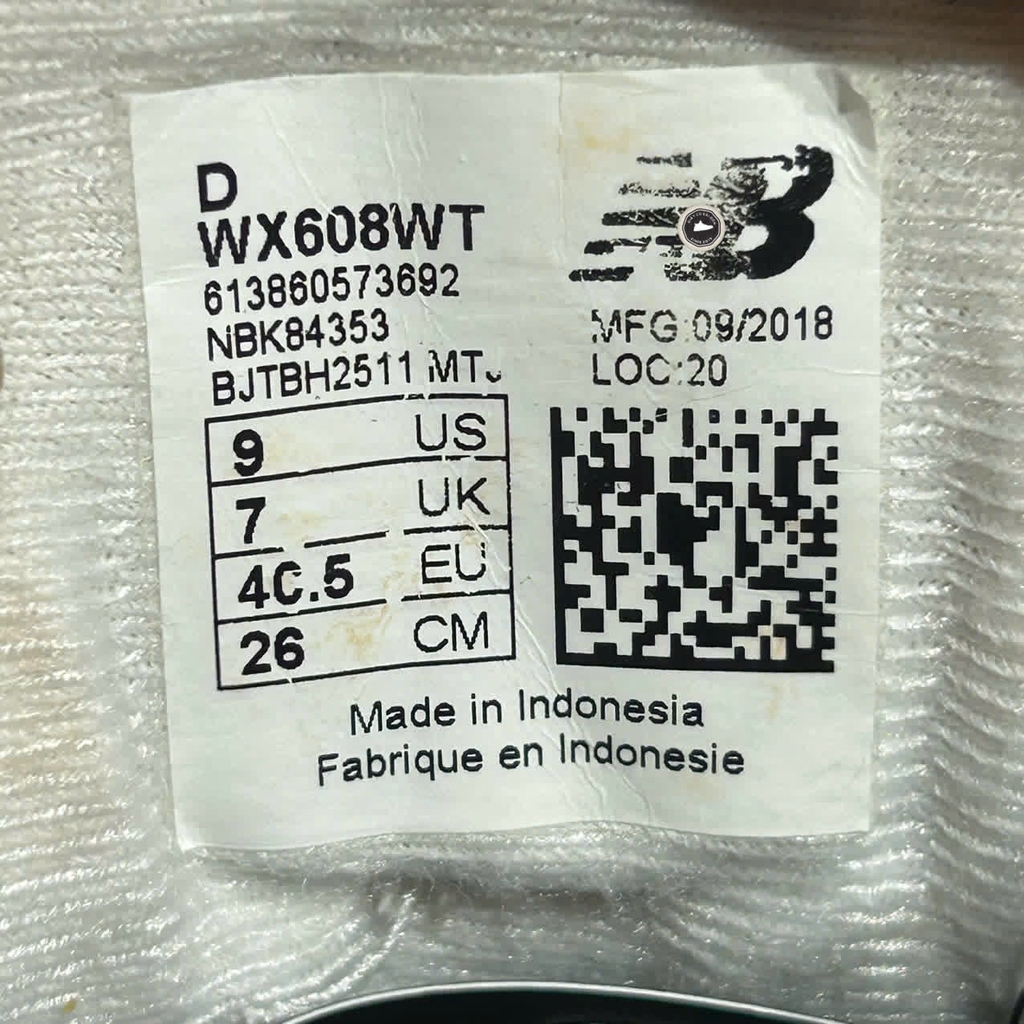 D
WX608WT
613860573692
NBK84353
BJTBH2511 MTJ
MFG:09/2018
LOC:20
9 US
7 UK
40.5 EU
26 CM
Made in Indonesia
Fabrique en Indonesie